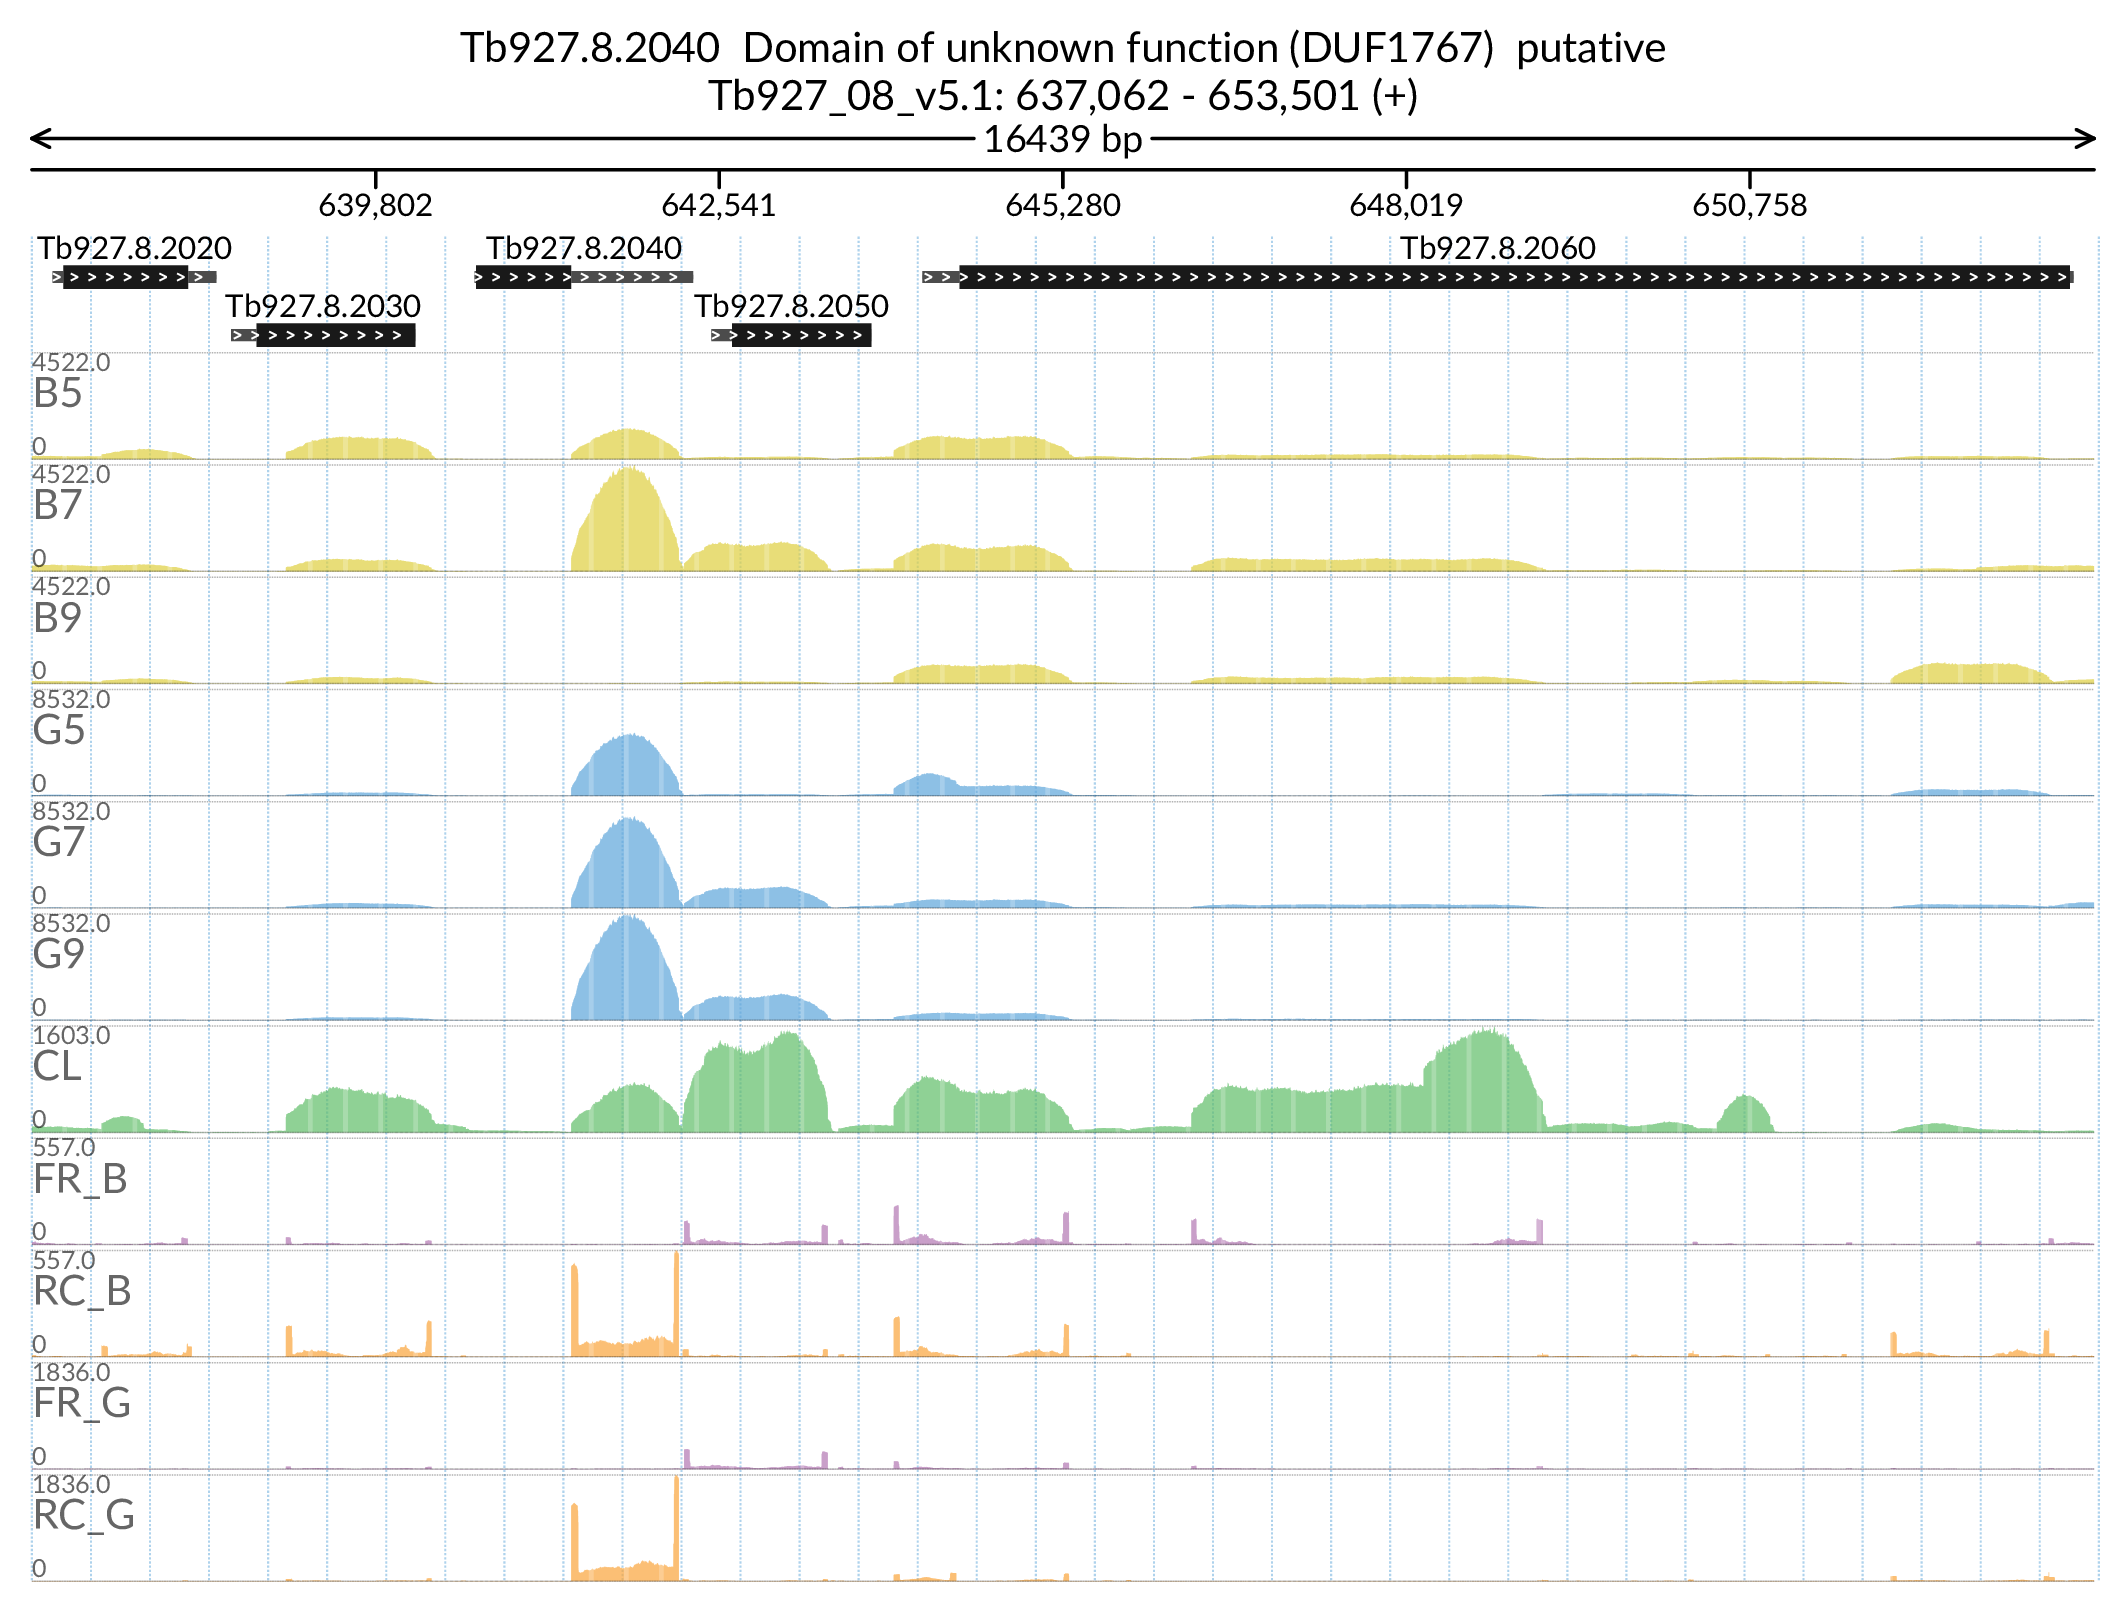 Tb927.8.2040  Domain of unknown function (DUF1767)  putative
Tb927_08_v5.1: 637,062 - 653,501 (+)
16439 bp
639,802 642,541 645,280 648,019 650,758
Tb927.8.2020 Tb927.8.2040 Tb927.8.2060
Tb927.8.2030 Tb927.8.2050
4522.0
B5
0
4522.0
B7
0
4522.0
B9
0
8532.0
G5
0
8532.0
G7
0
8532.0
G9
0
1603.0
CL
0
557.0
FR_B
0
557.0
RC_B
0
1836.0
FR_G
0
1836.0
RC_G
0